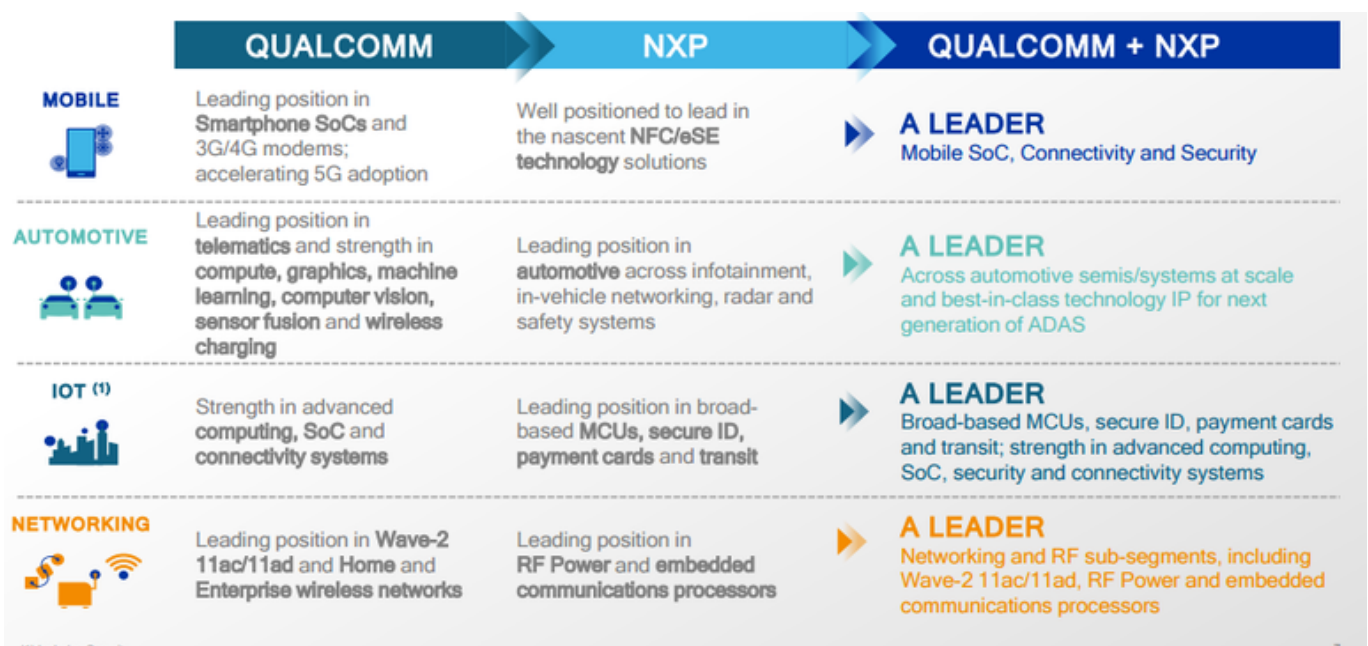 QUALCOMM
NXP
QUALCOMM + NXP
MOBILE
Leading position in
Smartphone SoCs and
3G/4G modems;
accelerating 5G adoption
Well positioned to lead in
the nascent NFC/eSE
technology solutions
A LEADER
Mobile SoC, Connectivity and Security
AUTOMOTIVE
Leading position in
telematics and strength in
compute, graphics, machine
learning, computer vision,
sensor fusion and wireless
charging
Leading position in
automotive across infotainment,
in-vehicle networking, radar and
safety systems
A LEADER
Across automotive semis/systems at scale
and best-in-class technology IP for next
generation of ADAS
IOT (1)
Strength in advanced
computing, SoC and
connectivity systems
Leading position in broad-
based MCUs, secure ID,
payment cards and transit
A LEADER
Broad-based MCUs, secure ID, payment cards
and transit; strength in advanced computing,
SoC, security and connectivity systems
NETWORKING
Leading position in Wave-2
11ac/11ad and Home and
Enterprise wireless networks
Leading position in
RF Power and embedded
communications processors
A LEADER
Networking and RF sub-segments, including
Wave-2 11ac/11ad, RF Power and embedded
communications processors